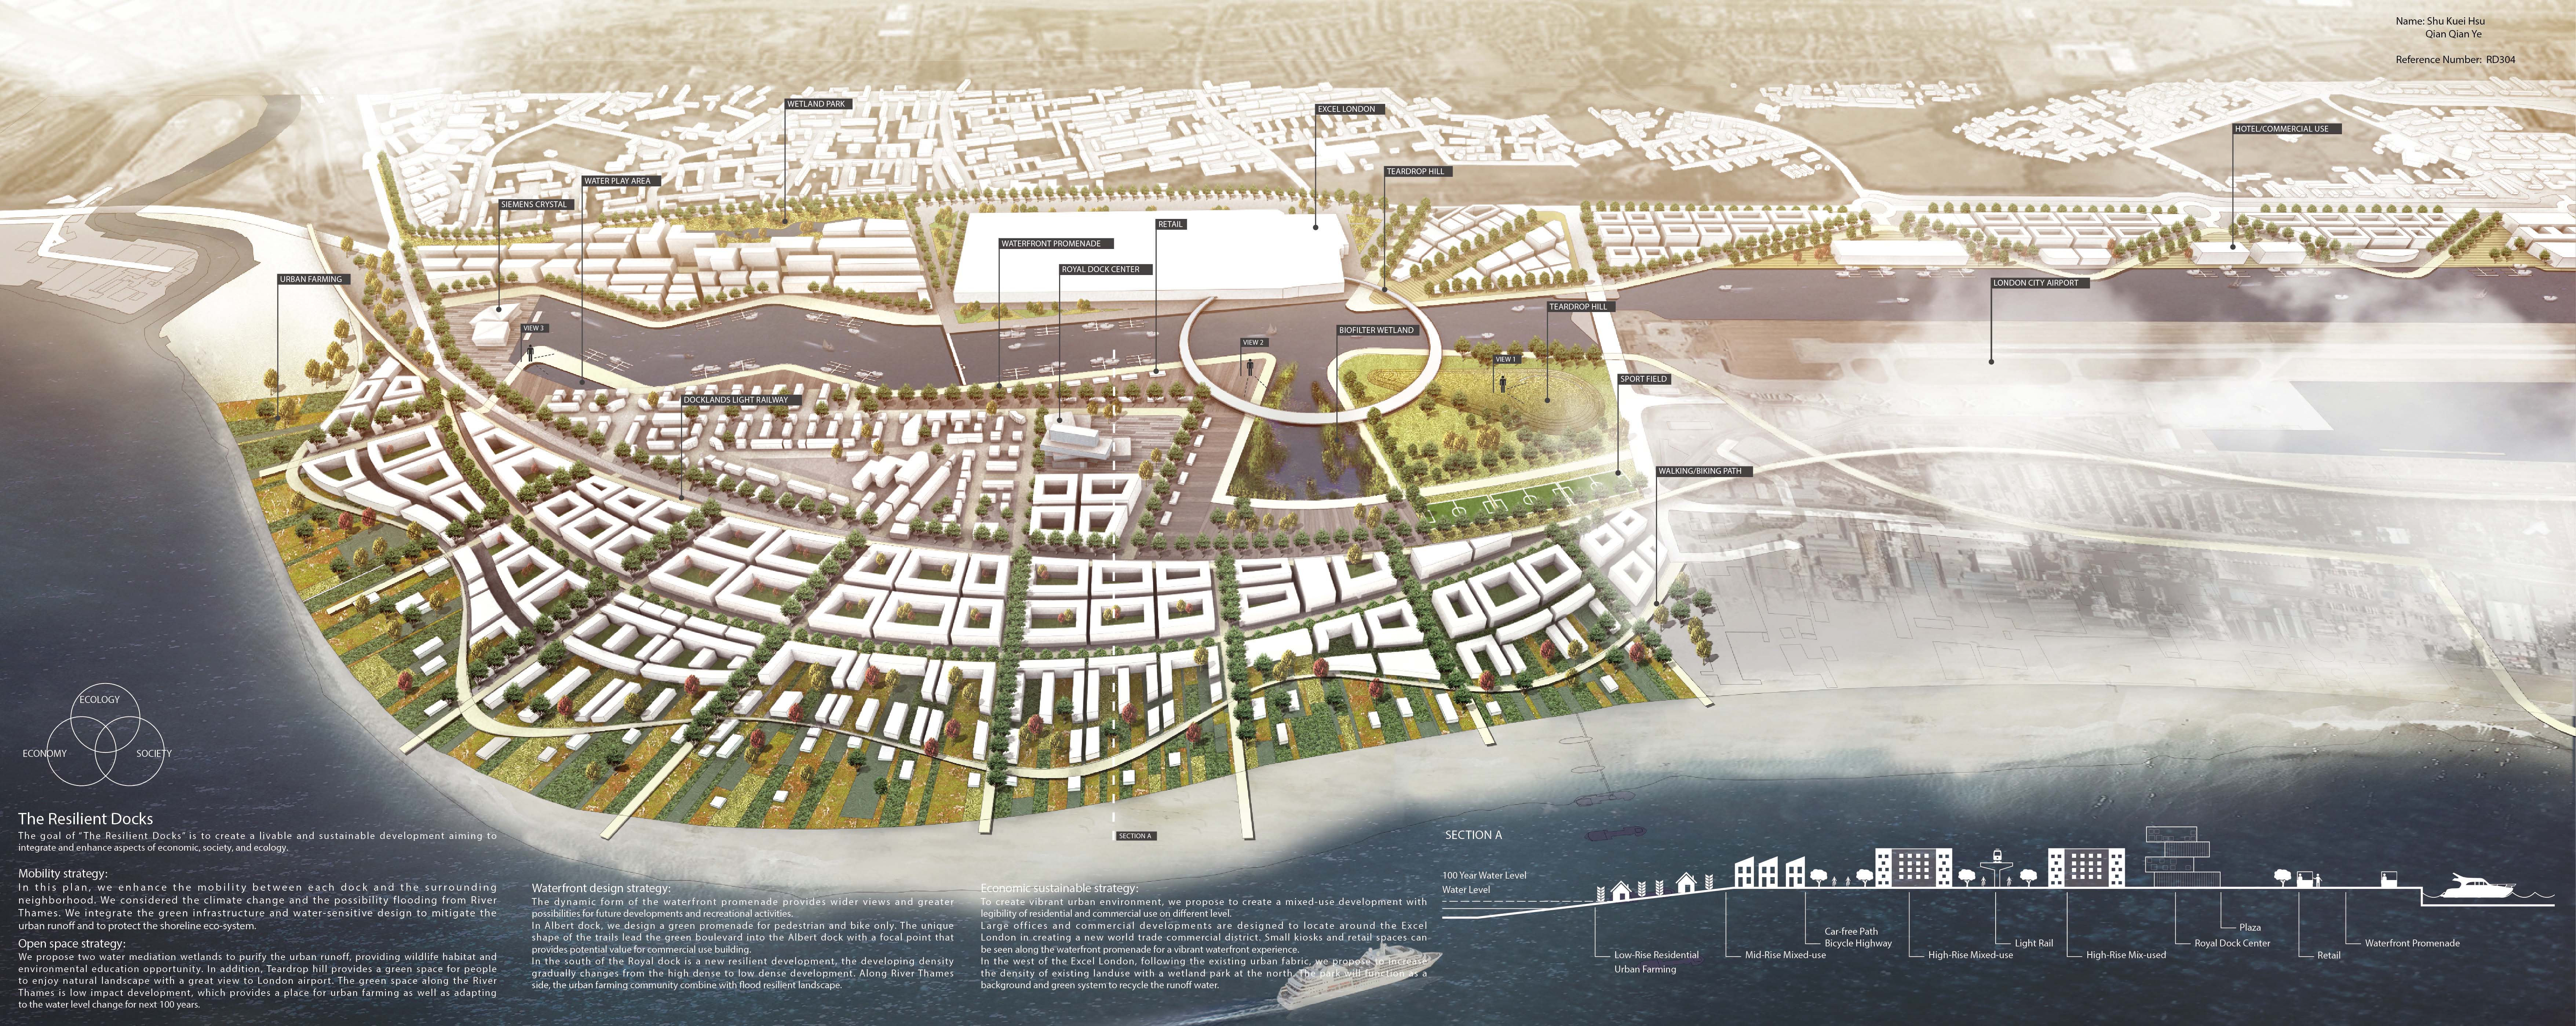 Name: Shu Kuei Hsu
Qian Qian Ye
Reference Number: RD304
WETLAND PARK
EXCEL LONDON
HOTEL/COMMERCIAL USE
TEARDROP HILL
WATER PLAY AREA
SIEMENS CRYSTAL
RETAIL
WATERFRONT PROMENADE
ROYAL DOCK CENTER
URBAN FARMING
LONDON CITY AIRPORT
TEARDROP HILL
VIEW 3
BIOFILTER WETLAND
VIEW 2
VIEW 1
SPORT FIELD
DOCKLANDS LIGHT RAILWAY
WALKING/BIKING PATH
ECOLOGY
ECONOMY
SOCIETY
The Resilient Docks
The goal of "The Resilient Docks" is to create a livable and sustainable development aiming to
integrate and enhance aspects of economic, society, and ecology.
Mobility strategy:
In this plan, we enhance the mobility between each dock and the surrounding
neighborhood. We considered the climate change and the possibility flooding from River
Thames. We integrate the green infrastructure and water-sensitive design to mitigate the
urban runoff and to protect the shoreline eco-system.
Open space strategy:
We propose two water mediation wetlands to purify the urban runoff, providing wildlife habitat and
environmental education opportunity. In addition, Teardrop hill provides a green space for people
to enjoy natural landscape with a great view to London airport. The green space along the River
Thames is low impact development, which provides a place for urban farming as well as adapting
to the water level change for next 100 years.
Waterfront design strategy:
The dynamic form of the waterfront promenade provides wider views and greater
possibilities for future developments and recreational activities.
In Albert dock, we design a green promenade for pedestrian and bike only. The unique
shape of the trails lead the green boulevard into the Albert dock with a focal point that
provides potential value for commercial use building.
In the south of the Royal dock is a new resilient development, the developing density
gradually changes from the high dense to low dense development. Along River Thames
side, the urban farming community combine with flood resilient landscape.
Economic sustainable strategy:
To create vibrant urban environment, we propose to create a mixed-use development with
legibility of residential and commercial use on different level.
Large offices and commercial developments are designed to locate around the Excel
London in creating a new world trade commercial district. Small kiosks and retail spaces can
be seen along the waterfront promenade for a vibrant waterfront experience.
In the west of the Excel London, following the existing urban fabric, we propose to increase
the density of existing landuse with a wetland park at the north. The park will function as a
background and green system to recycle the runoff water.
SECTION A
SECTION A
100 Year Water Level
Water Level
Low-Rise Residential
Urban Farming
Mid-Rise Mixed-use
Car-free Path
Bicycle Highway
High-Rise Mixed-use
Light Rail
High-Rise Mix-used
Royal Dock Center
Plaza
Retail
Waterfront Promenade